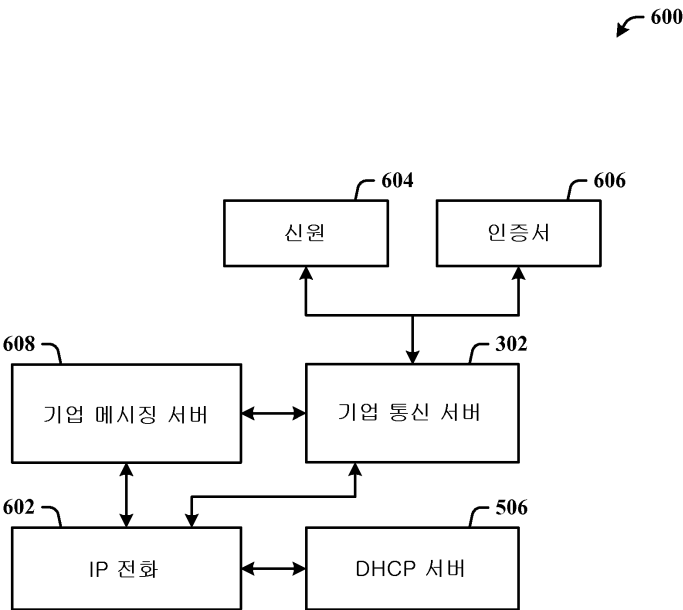 600
604
606
신원
인증서
608
302
기업 메시징 서버
기업 통신 서버
602
506
IP 전화
DHCP 서버